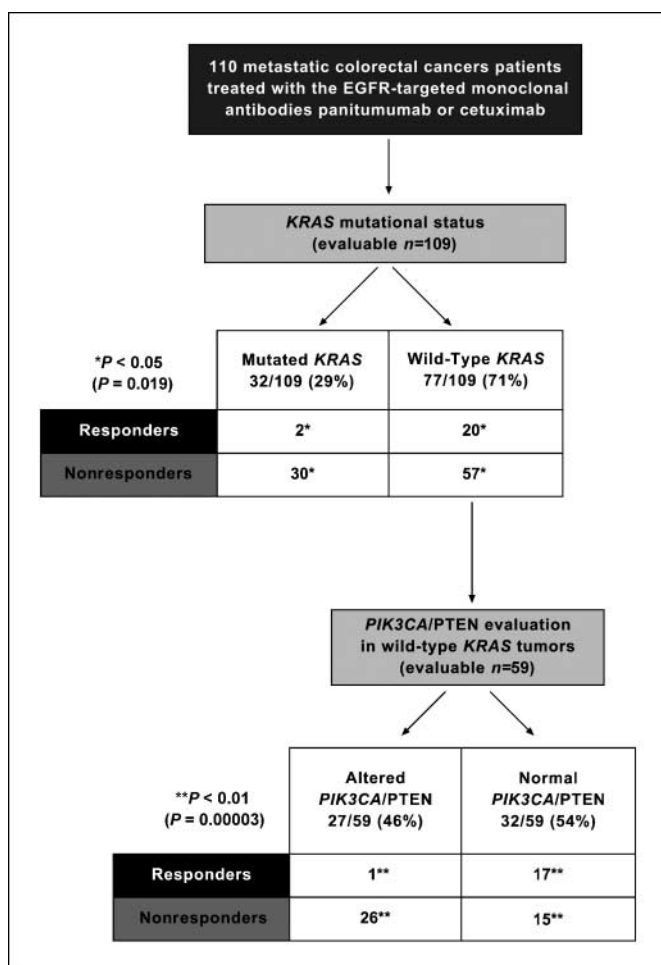 110 metastatic colorectal cancers patients
treated with the EGFR-targeted monoclonal
antibodies panitumumab or cetuximab
KRAS mutational status
(evaluable n=109)
*P < 0.05
(P = 0.019)
Mutated KRAS
32/109 (29%)
Wild-Type KRAS
77/109 (71%)
Responders
2*
20*
Nonresponders
30*
57*
PIK3CA/PTEN evaluation
in wild-type KRAS tumors
(evaluable n=59)
**P < 0.01
(P = 0.00003)
Altered
PIK3CA/PTEN
27/59 (46%)
Normal
PIK3CA/PTEN
32/59 (54%)
Responders
1**
17**
Nonresponders
26**
15**